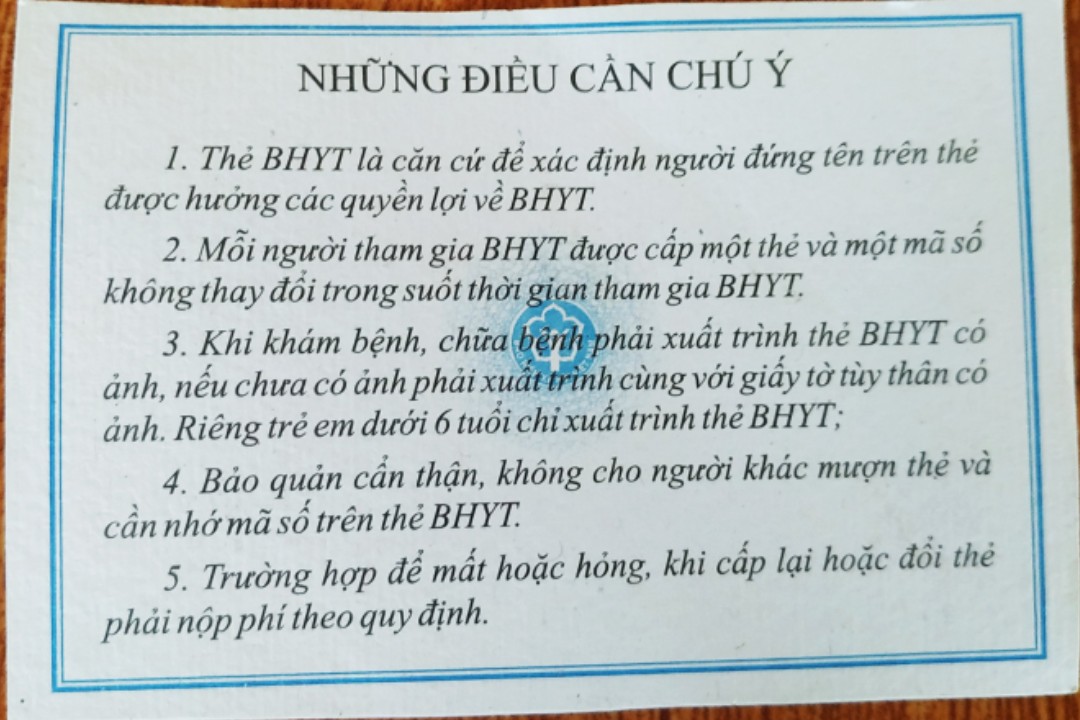 NHỮNG ĐIỀU CẦN CHÚ Ý
1. Thẻ BHYT là căn cứ để xác định người đứng tên trên thẻ
được hưởng các quyền lợi về BHYT.
2. Mỗi người tham gia BHYT được cấp một thẻ và một mã số
không thay đổi trong suốt thời gian tham gia BHYT.
3. Khi khám bệnh, chữa bệnh phải xuất trình thẻ BHYT có
ảnh, nếu chưa có ảnh phải xuất trình cùng với giấy tờ tùy thân có
ảnh. Riêng trẻ em dưới 6 tuổi chỉ xuất trình thẻ BHYT;
4. Bảo quản cẩn thận, không cho người khác mượn thẻ và
cần nhớ mã số trên thẻ BHYT.
5. Trường hợp để mất hoặc hỏng, khi cấp lại hoặc đổi thẻ
phải nộp phí theo quy định.